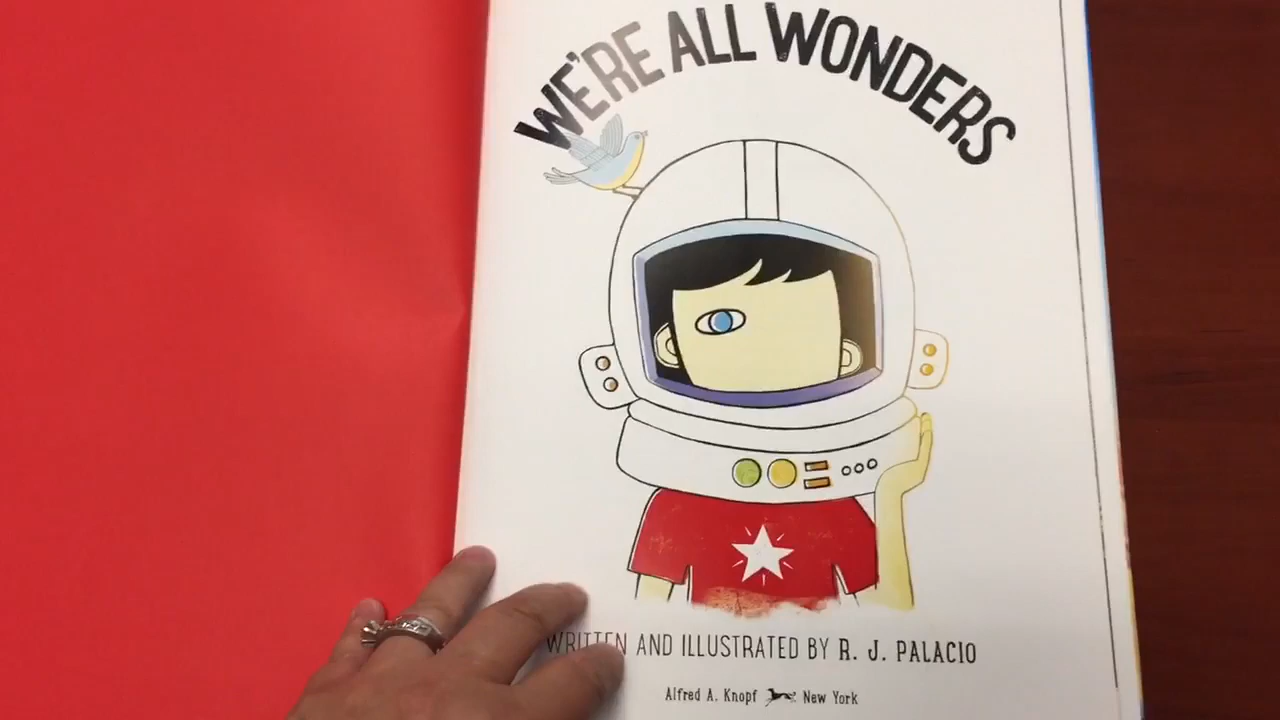 WE'RE ALL WONDERS
WRITTEN AND ILLUSTRATED BY R. J. PALACIO
Alfred A. Knopf New York